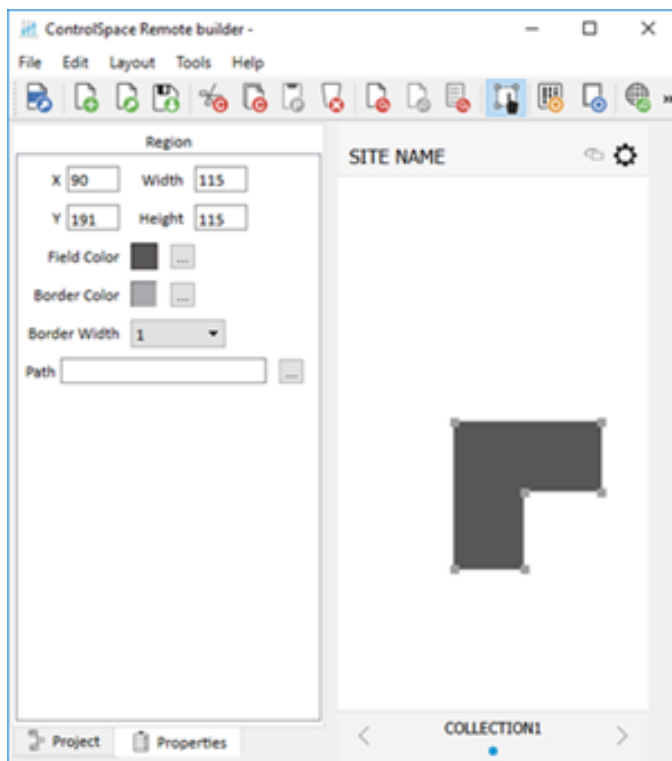 ControlSpace Remote builder -
File Edit Layout Tools Help
»
Region
X 90 Width 115
Y 191 Height 115
Field Color ...
Border Color ...
Border Width 1
Path ...
SITE NAME
COLLECTION1
Project Properties